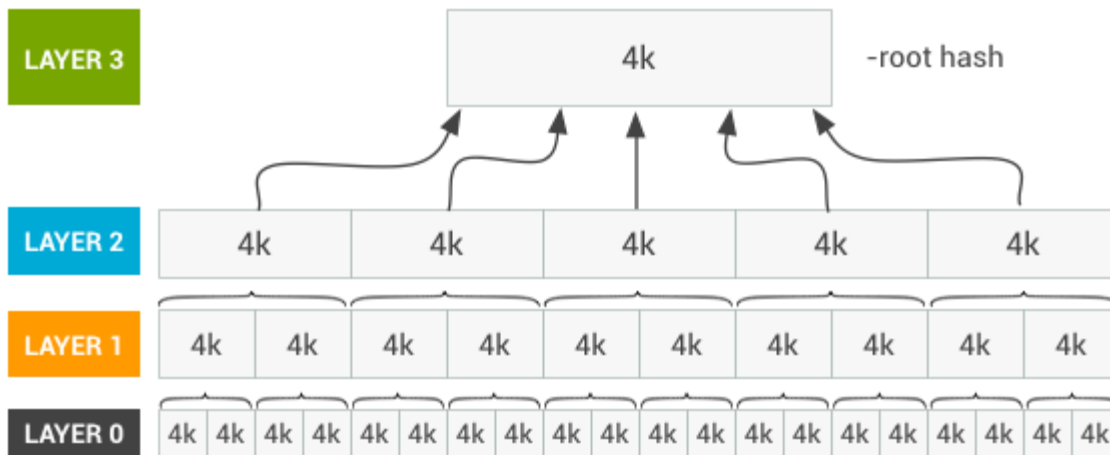 LAYER 3 4k -root hash
LAYER 2 4k 4k 4k 4k 4k
LAYER 1 4k 4k 4k 4k 4k 4k 4k 4k 4k 4k
LAYER 0 4k 4k 4k 4k 4k 4k 4k 4k 4k 4k 4k 4k 4k 4k 4k 4k 4k 4k 4k 4k